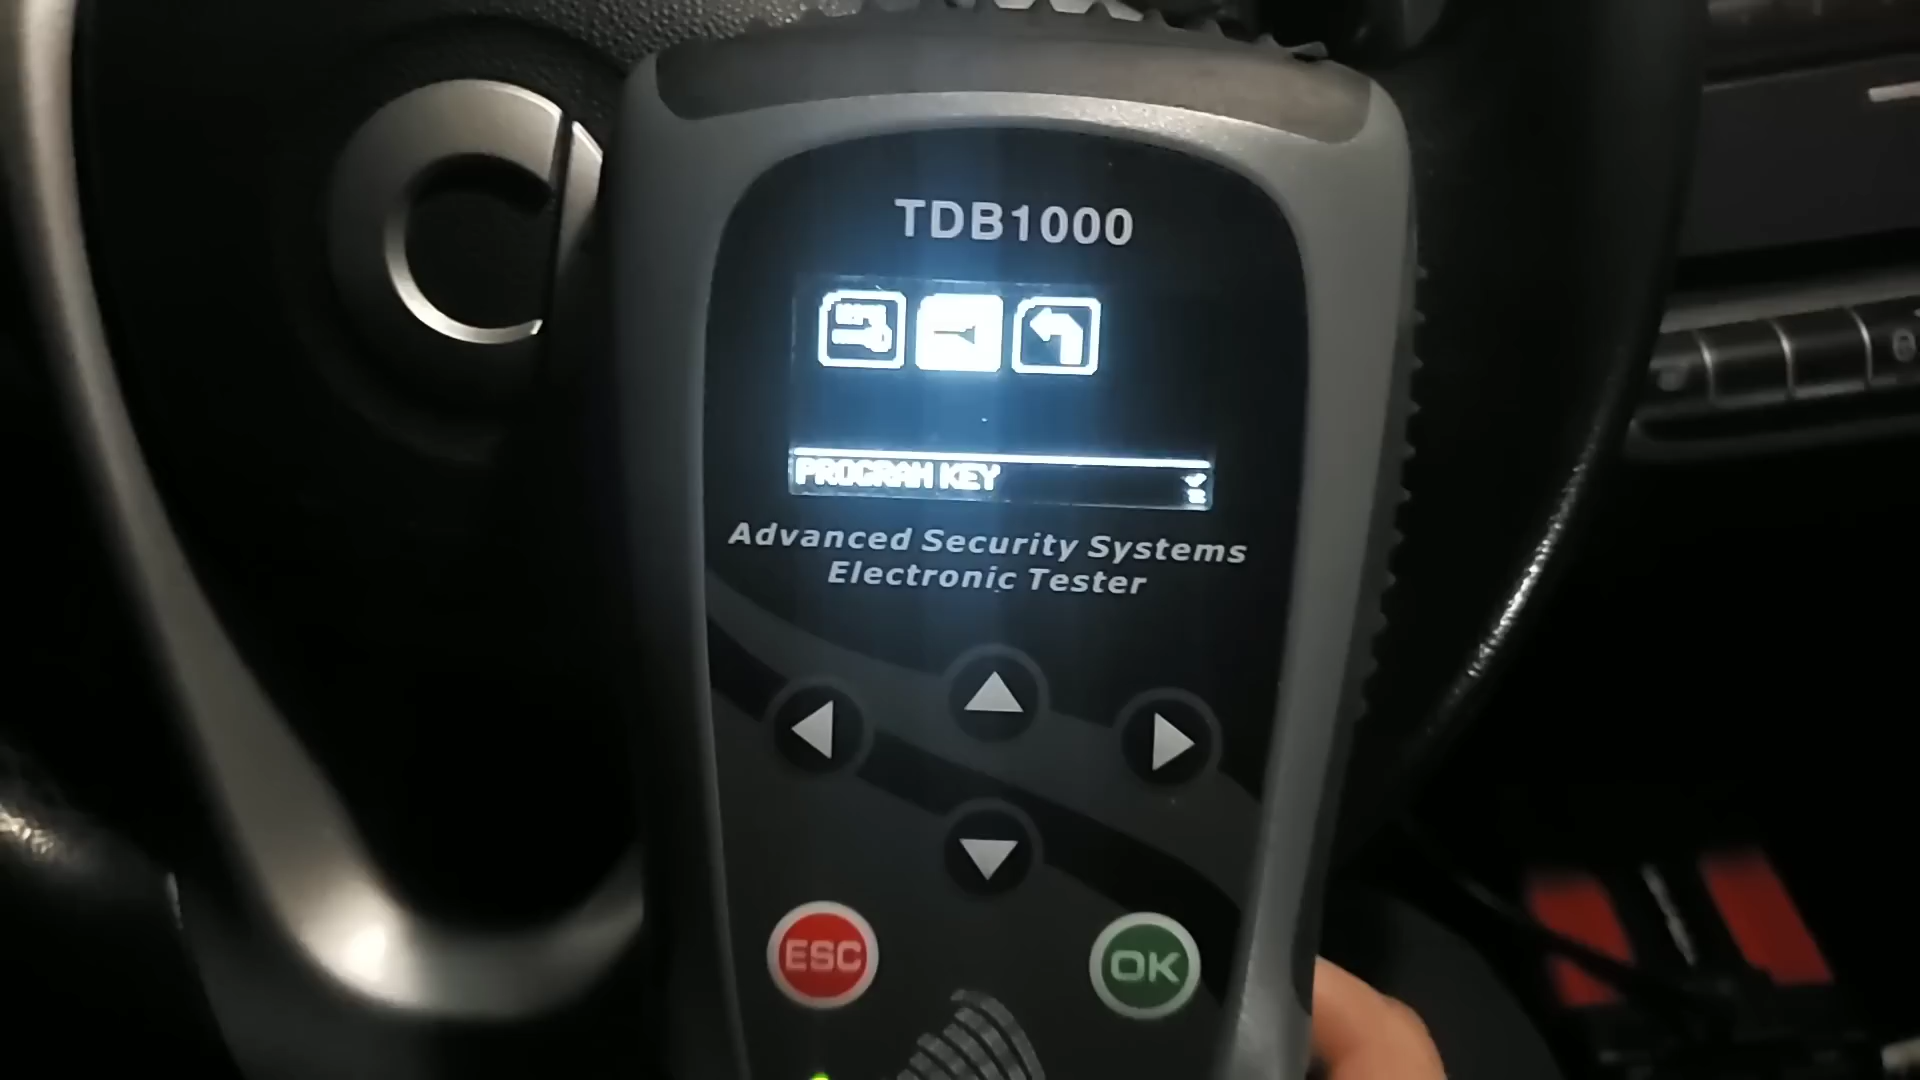 TDB1000
PROGRAM KEY
Advanced Security Systems
Electronic Tester
ESC
OK